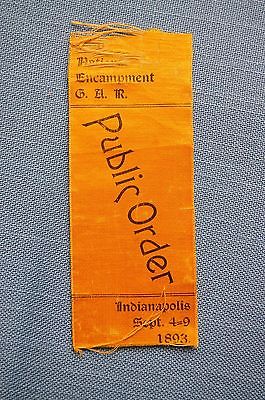 Encampment
G. A. R.
Public Order
Indianapolis
Sept. 4=9
1893.